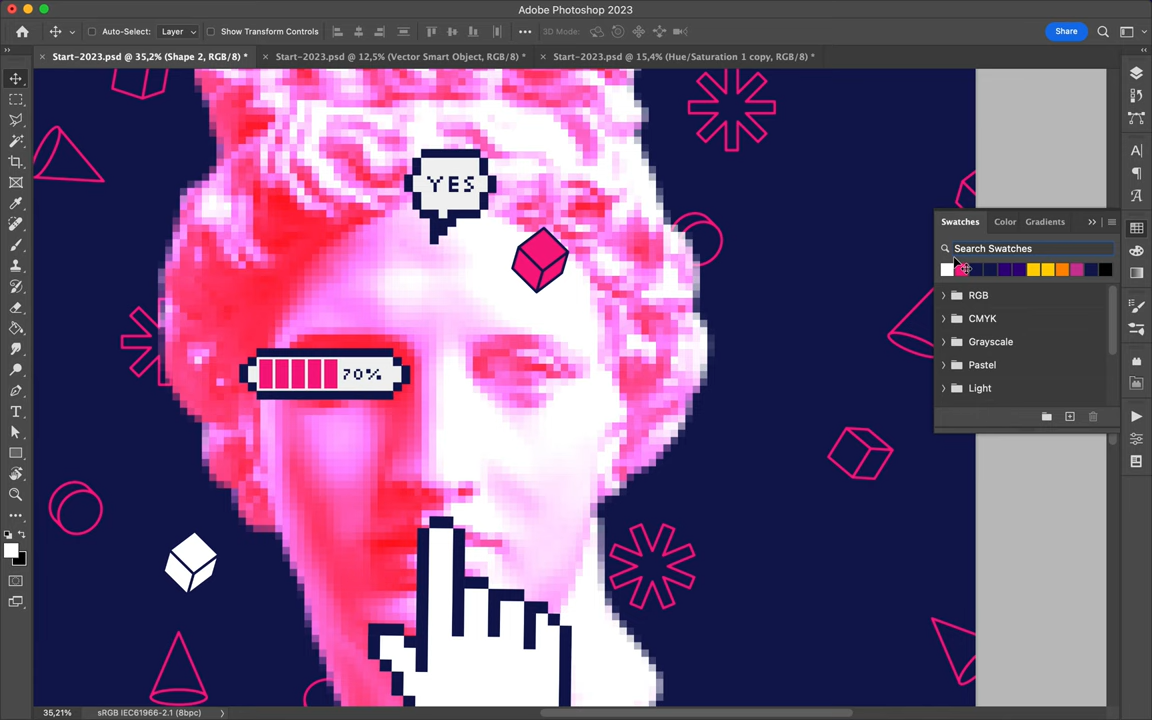 Adobe Photoshop 2023
Auto-Select: Layer Show Transform Controls 3D Mode: Share
Start-2023.psd @ 35,2% (Shape 2, RGB/8) * Start-2023.psd @ 12,5% (Vector Smart Object, RGB/8) * Start-2023.psd @ 15,4% (Hue/Saturation 1 copy, RGB/8) *
YES
70%
Swatches Color Gradients
Search Swatches
RGB
CMYK
Grayscale
Pastel
Light
35,21% sRGB IEC61966-2.1 (8bpc)